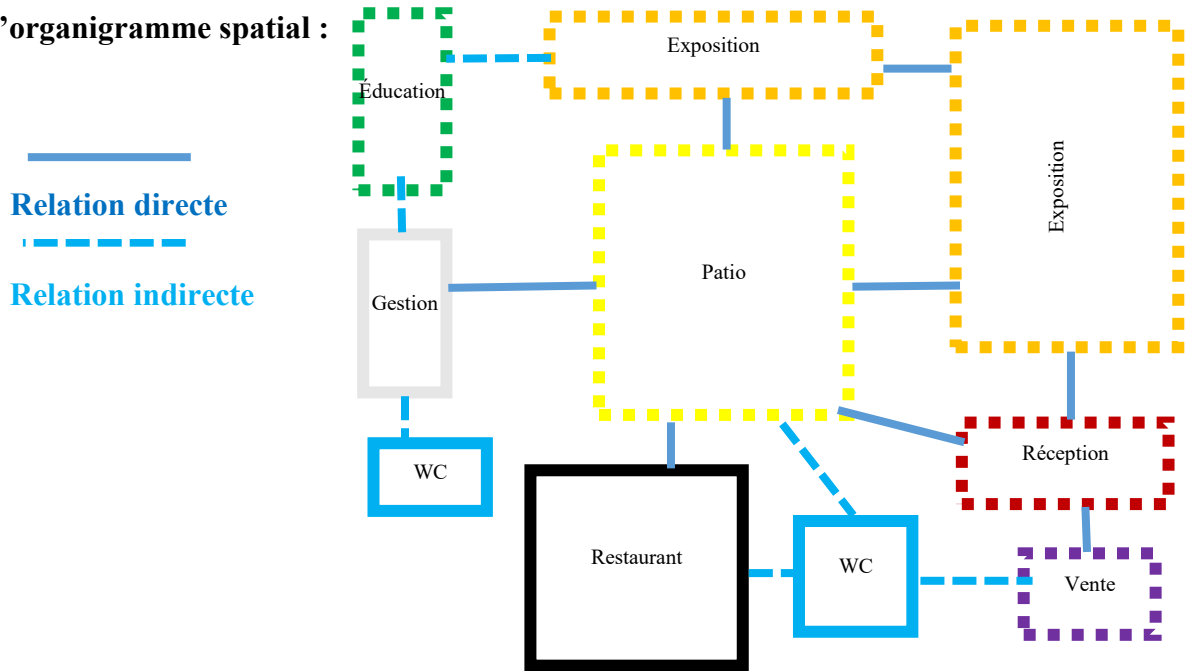 ’organigramme spatial :
Exposition
Éducation
Exposition
Relation directe
Patio
Relation indirecte
Gestion
Réception
WC
Restaurant
WC
Vente